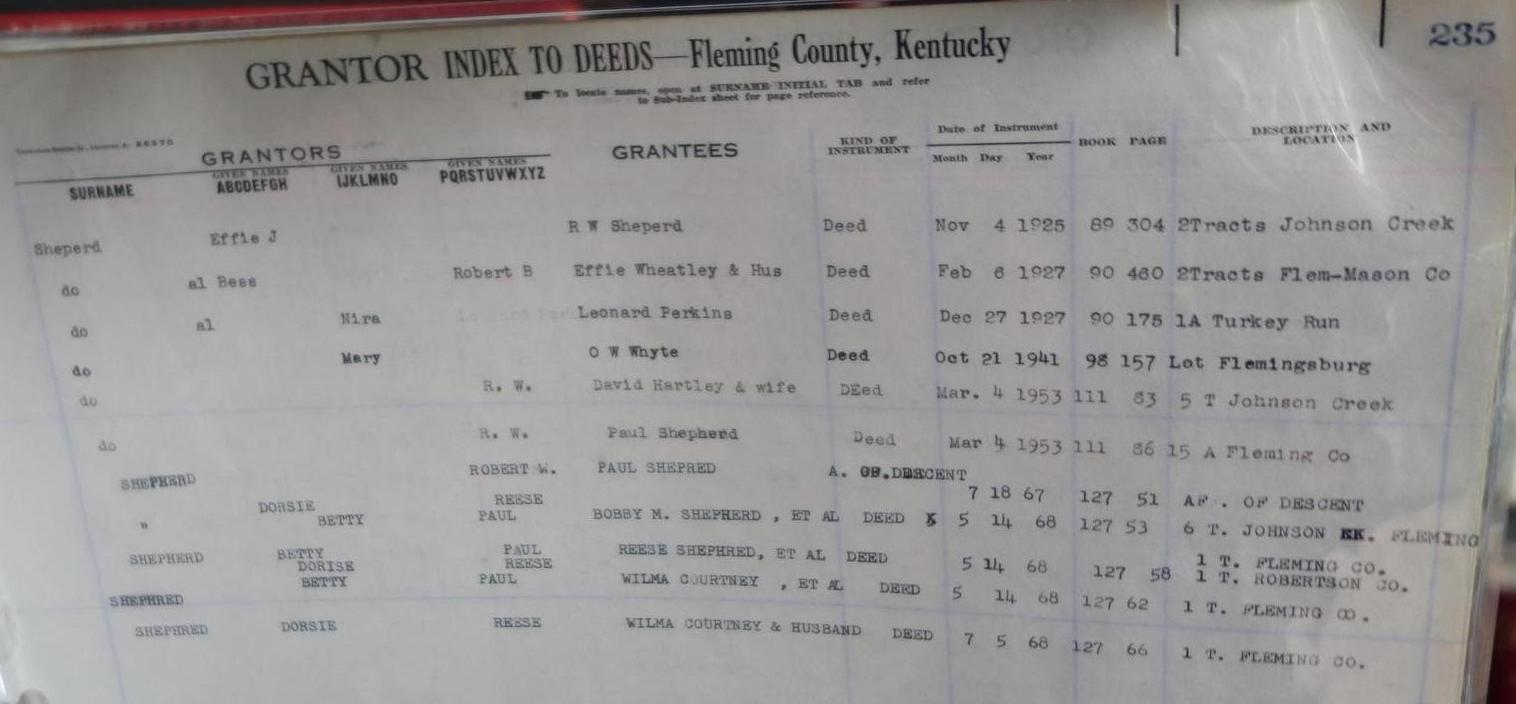 235
GRANTOR INDEX TO DEEDS—Fleming County, Kentucky
To locate names, open at SURNAME INITIAL TAB and refer
to Sub-Index sheet for page reference.
GRANTORS GRANTEES KIND OF INSTRUMENT Date of Instrument BOOK PAGE DESCRIPTION AND LOCATION
SURNAME GIVEN NAMES ABCDEFGH GIVEN NAMES IJKLMNO GIVEN NAMES PQRSTUVWXYZ Month Day Year
Sheperd Effie J R W Sheperd Deed Nov 4 1925 89 304 2Tracts Johnson Creek
do al Bess Robert B Effie Wheatley & Hus Deed Feb 6 1927 90 460 2Tracts Flem-Mason Co
do al Nira Leonard Perkins Deed Dec 27 1927 90 175 1A Turkey Run
do Mary O W Whyte Deed Oct 21 1941 98 157 Lot Flemingsburg
do R. W. David Hartley & wife DEed Mar. 4 1953 111 83 5 T Johnson Creek
do R. W. Paul Shepherd Deed Mar 4 1953 111 86 15 A Fleming Co
SHEPHERD ROBERT W. PAUL SHEPRED A. OF.DESCENT
7 18 67 127 51 AF . OF DESCENT
DORSIE REESE
" BETTY PAUL BOBBY M. SHEPHERD , ET AL DEED 5 14 68 127 53 6 T. JOHNSON KK. FLEMING
SHEPHERD BETTY PAUL REESE SHEPHRED, ET AL DEED 5 14 68 127 58 1 T. FLEMING CO.
DORISE REESE 1 T. ROBERTSON CO.
SHEPHRED BETTY PAUL WILMA COURTNEY , ET AL DEED 5 14 68 127 62 1 T. FLEMING CO.
SHEPHRED DORSIE REESE WILMA COURTNEY & HUSBAND DEED 7 5 68 127 66 1 T. FLEMING CO.